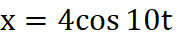 x = 4cos 10t